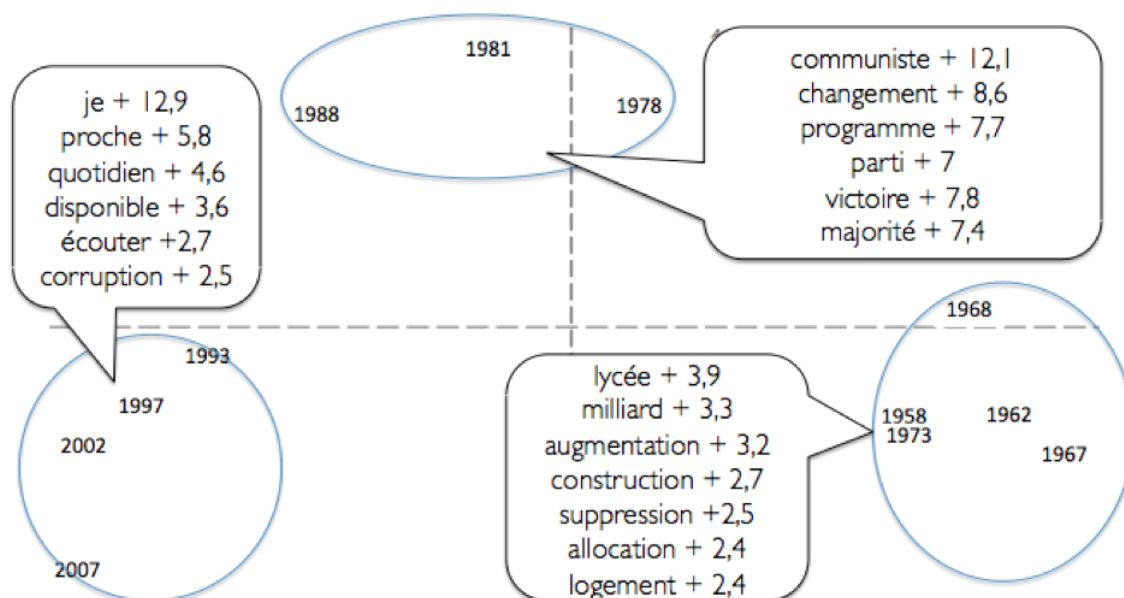 1981
1988
1978
je + 12,9
proche + 5,8
quotidien + 4,6
disponible + 3,6
écouter +2,7
corruption + 2,5
communiste + 12,1
changement + 8,6
programme + 7,7
parti + 7
victoire + 7,8
majorité + 7,4
1968
1993
1997
2002
2007
lycée + 3,9
milliard + 3,3
augmentation + 3,2
construction + 2,7
suppression +2,5
allocation + 2,4
logement + 2,4
1958
1962
1973
1967